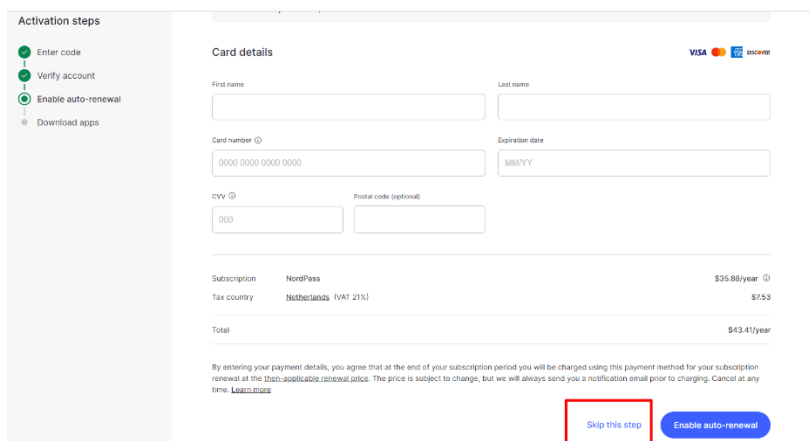 Activation steps
Enter code
Verify account
Enable auto-renewal
Download apps
Card details
VISA DISCOVER
First name
Last name
Card number
Expiration date
0000 0000 0000 0000
MM/YY
CVV
Postal code (optional)
000
Subscription NordPass $35.88/year
Tax country Netherlands (VAT 21%) $7.53
Total $43.41/year
By entering your payment details, you agree that at the end of your subscription period you will be charged using this payment method for your subscription
renewal at the then-applicable renewal price. The price is subject to change, but we will always send you a notification email prior to charging. Cancel at any
time. Learn more
Skip this step
Enable auto-renewal